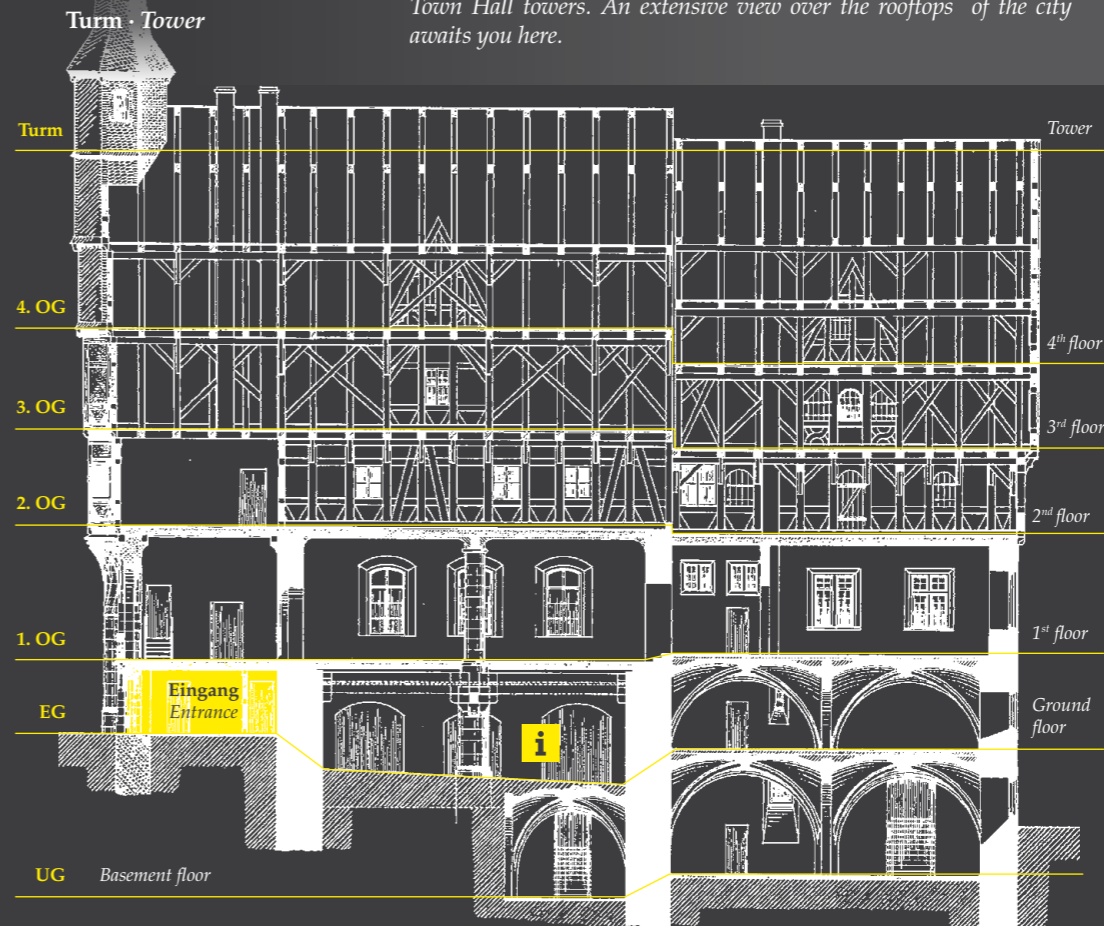 Town Hall towers. An extensive view over the rooftops of the city
awaits you here.
Turm · Tower
Turm
Tower
4. OG
4th floor
3. OG
3rd floor
2. OG
2nd floor
1. OG
1st floor
EG
Eingang
Entrance
i
Ground
floor
UG
Basement floor